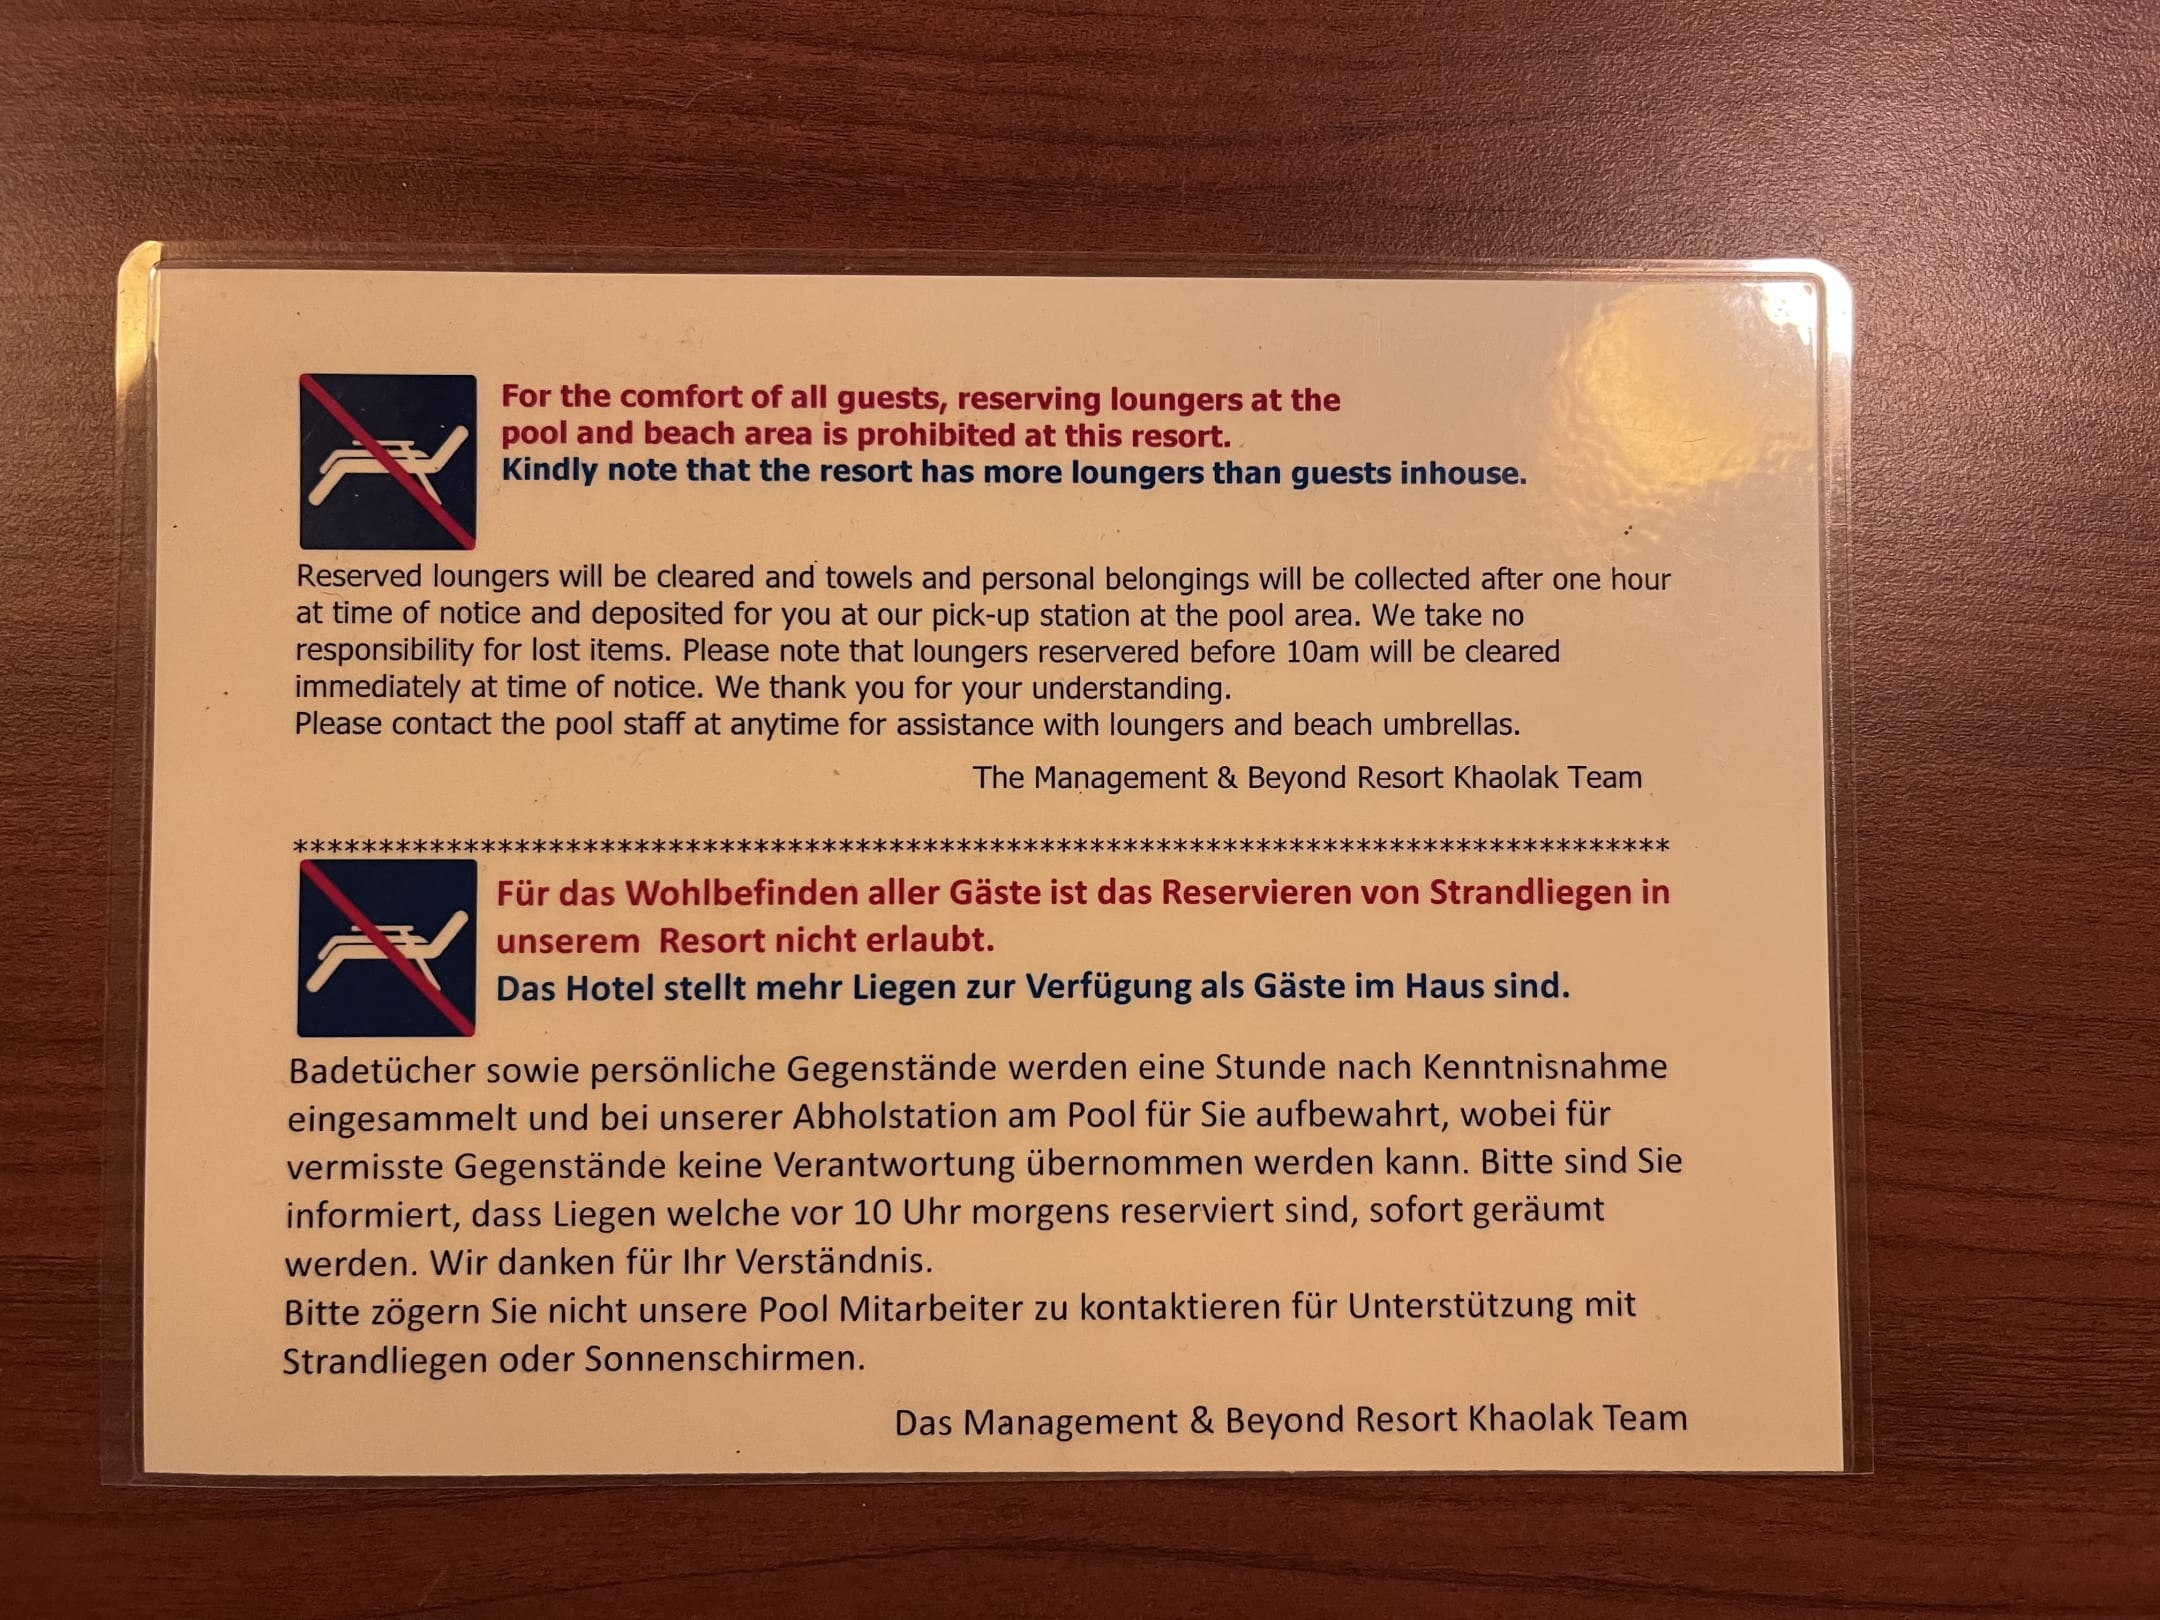 For the comfort of all guests, reserving loungers at the
pool and beach area is prohibited at this resort.
Kindly note that the resort has more loungers than guests inhouse.
Reserved loungers will be cleared and towels and personal belongings will be collected after one hour
at time of notice and deposited for you at our pick-up station at the pool area. We take no
responsibility for lost items. Please note that loungers reservered before 10am will be cleared
immediately at time of notice. We thank you for your understanding.
Please contact the pool staff at anytime for assistance with loungers and beach umbrellas.
The Management & Beyond Resort Khaolak Team
**********************************************************************************
Für das Wohlbefinden aller Gäste ist das Reservieren von Strandliegen in
unserem  Resort nicht erlaubt.
Das Hotel stellt mehr Liegen zur Verfügung als Gäste im Haus sind.
Badetücher sowie persönliche Gegenstände werden eine Stunde nach Kenntnisnahme
eingesammelt und bei unserer Abholstation am Pool für Sie aufbewahrt, wobei für
vermisste Gegenstände keine Verantwortung übernommen werden kann. Bitte sind Sie
informiert, dass Liegen welche vor 10 Uhr morgens reserviert sind, sofort geräumt
werden. Wir danken für Ihr Verständnis.
Bitte zögern Sie nicht unsere Pool Mitarbeiter zu kontaktieren für Unterstützung mit
Strandliegen oder Sonnenschirmen.
Das Management & Beyond Resort Khaolak Team